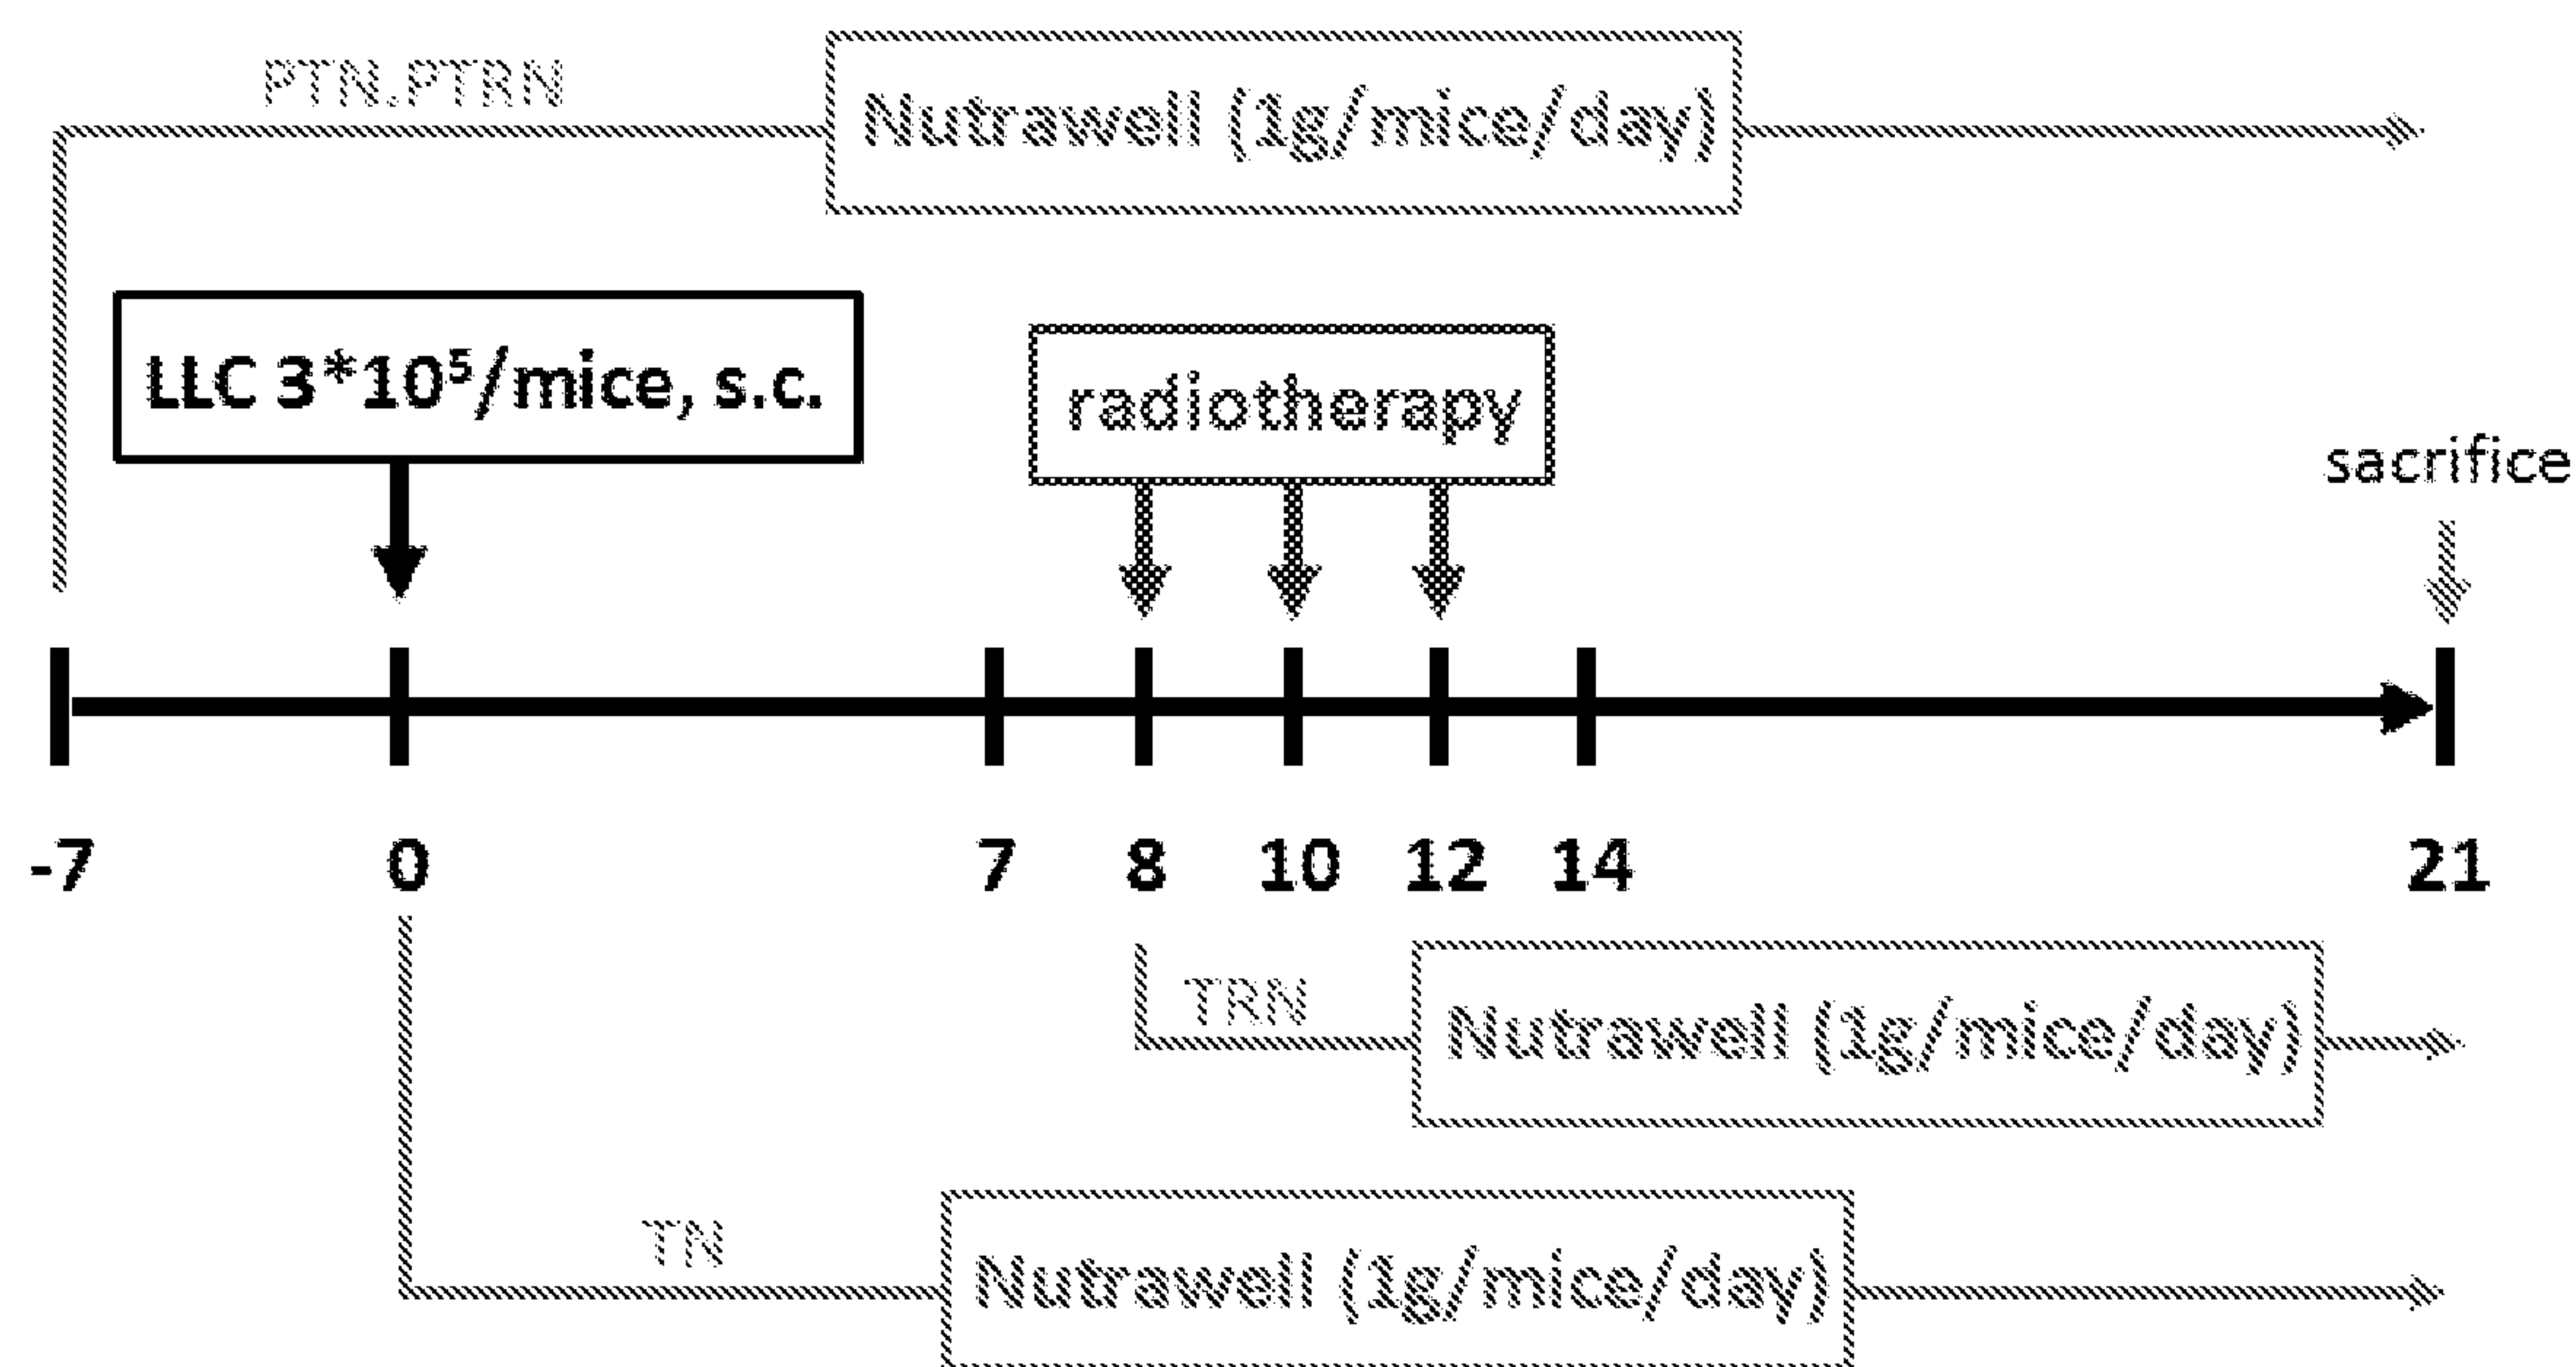 PTN.PTRN
Nutrawell (1g/mice/day)
LLC 3*10⁵/mice, s.c.
radiotherapy
sacrifice
-7 0 7 8 10 12 14 21
TRN
Nutrawell (1g/mice/day)
TN
Nutrawell (1g/mice/day)